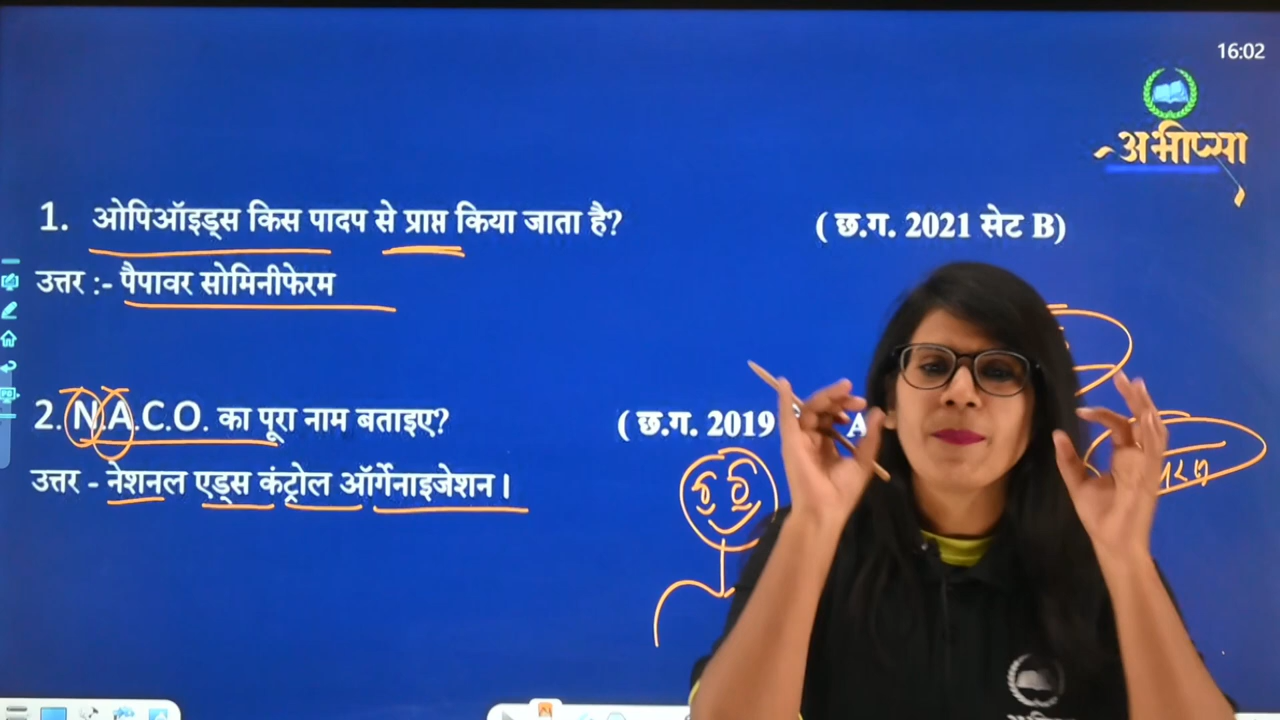 16:02
अभीप्सा
1. ओपिऑइड्स किस पादप से प्राप्त किया जाता है? ( छ.ग. 2021 सेट B)
उत्तर :- पैपावर सोमिनीफेरम
2. N.A.C.O. का पूरा नाम बताइए? ( छ.ग. 2019 A
उत्तर - नेशनल एड्स कंट्रोल ऑर्गेनाइजेशन ।